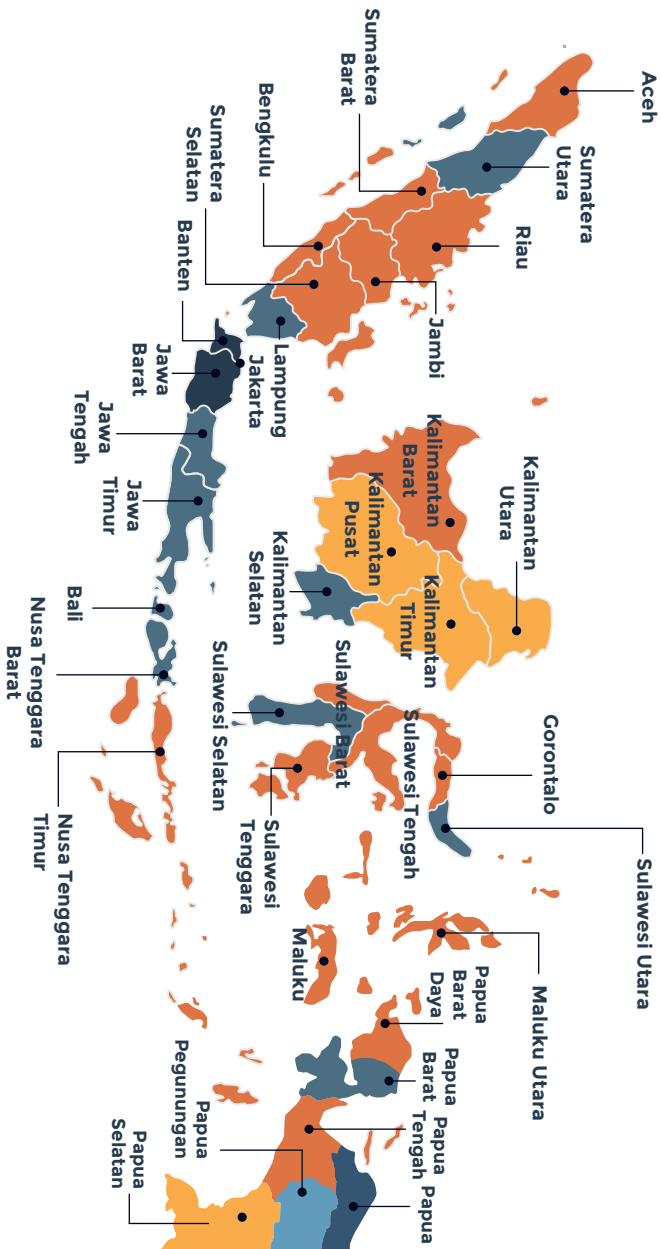 Aceh
Sumatera
Utara
Sumatera
Barat
Riau
Bengkulu
Sumatera
Selatan
Jambi
Banten
Lampung
Jakarta
Jawa
Barat
Jawa
Tengah
Jawa
Timur
Kalimantan
Barat
Kalimantan
Utara
Kalimantan
Pusat
Kalimantan
Timur
Kalimantan
Selatan
Bali
Nusa Tenggara
Barat
Nusa Tenggara
Timur
Sulawesi Selatan
Sulawesi Barat
Sulawesi Tengah
Gorontalo
Sulawesi
Tenggara
Sulawesi Utara
Maluku
Maluku Utara
Papua
Barat
Daya
Papua
Barat
Papua
Tengah
Papua
Pegunungan
Papua
Papua
Selatan